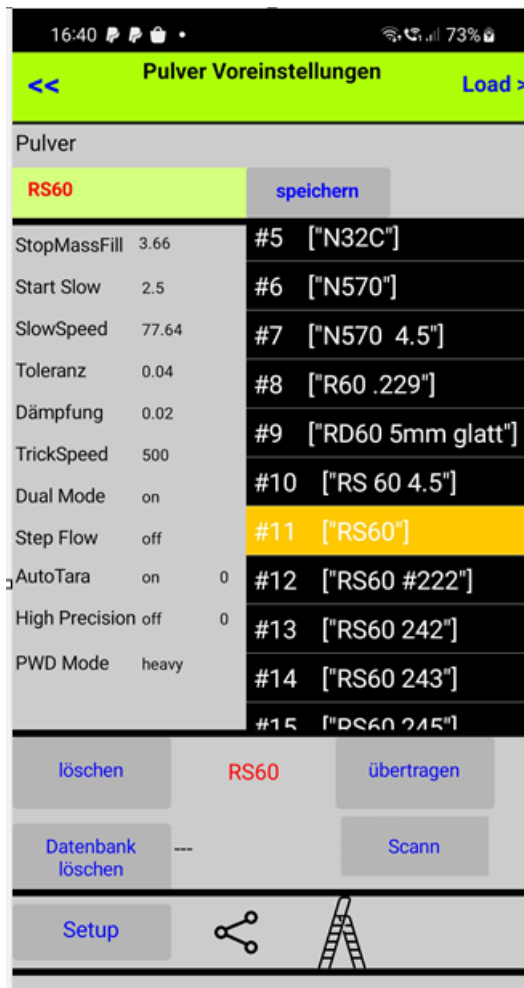 16:40 73%
<< Pulver Voreinstellungen Load >
Pulver
RS60 speichern
StopMassFill 3.66
Start Slow 2.5
SlowSpeed 77.64
Toleranz 0.04
Dämpfung 0.02
TrickSpeed 500
Dual Mode on
Step Flow off
AutoTara on 0
High Precision off 0
PWD Mode heavy
#5 ["N32C"]
#6 ["N570"]
#7 ["N570 4.5"]
#8 ["R60 .229"]
#9 ["RD60 5mm glatt"]
#10 ["RS 60 4.5"]
#11 ["RS60"]
#12 ["RS60 #222"]
#13 ["RS60 242"]
#14 ["RS60 243"]
#15 ["RS60 245"]
löschen RS60 übertragen
Datenbank
löschen --- Scann
Setup